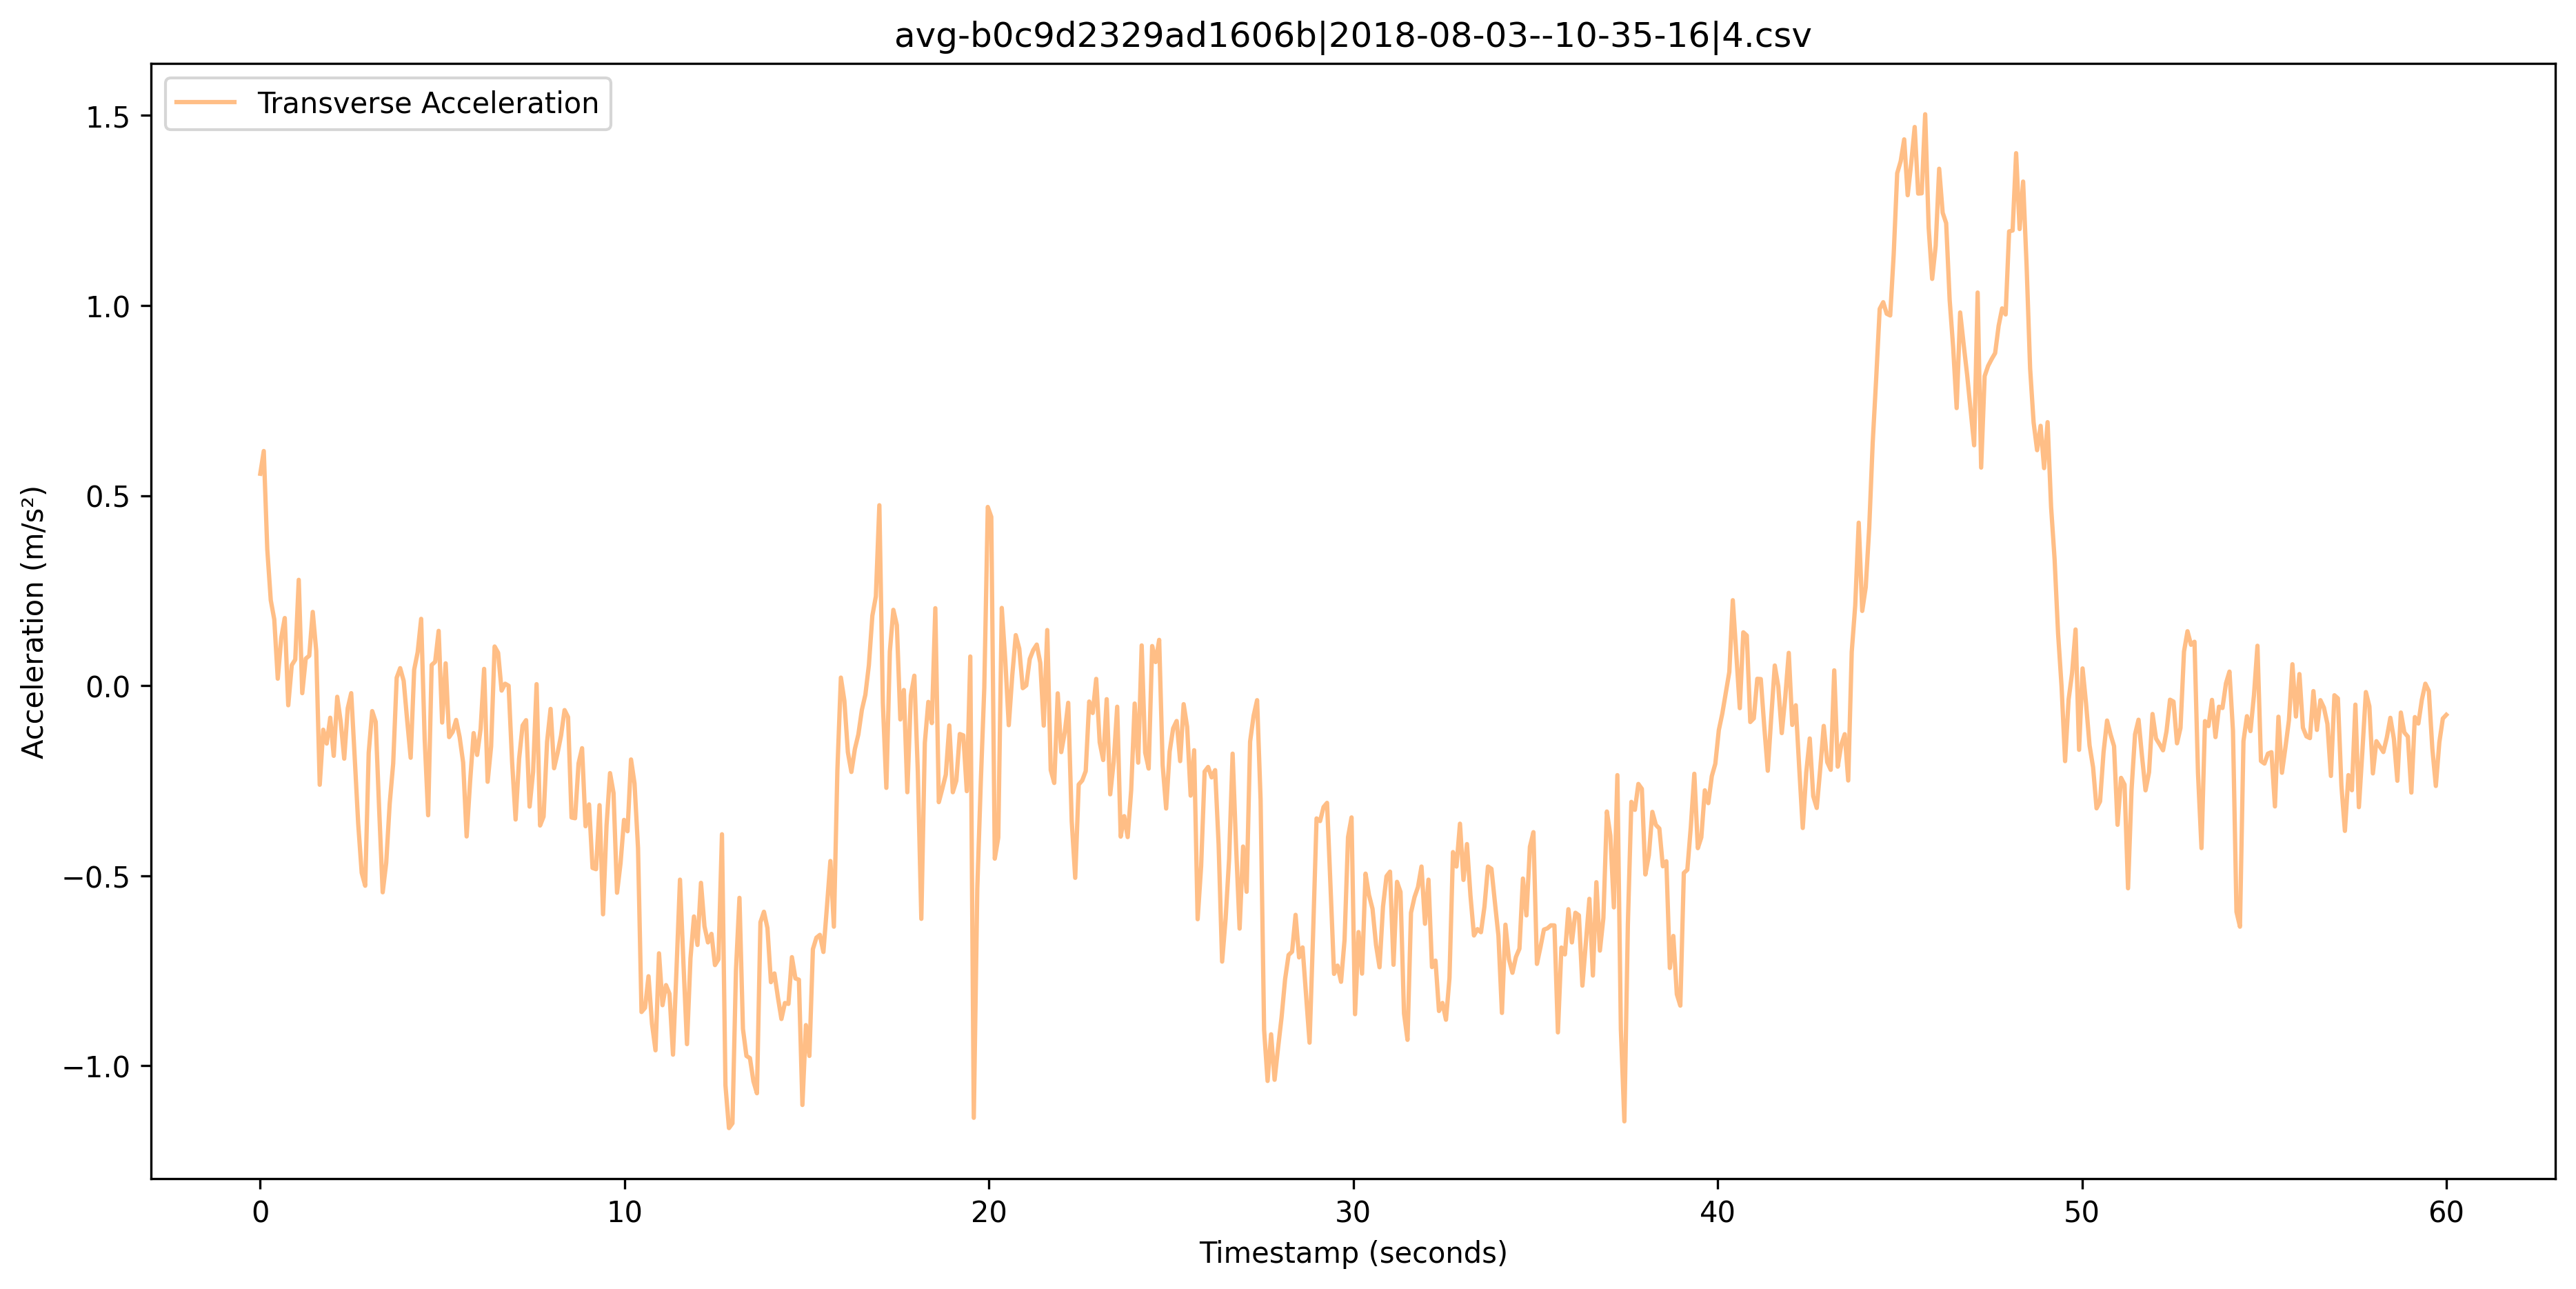 avg-b0c9d2329ad1606b|2018-08-03--10-35-16|4.csv
Transverse Acceleration
1.5
1.0
0.5
0.0
−0.5
−1.0
Acceleration (m/s²)
0 10 20 30 40 50 60
Timestamp (seconds)